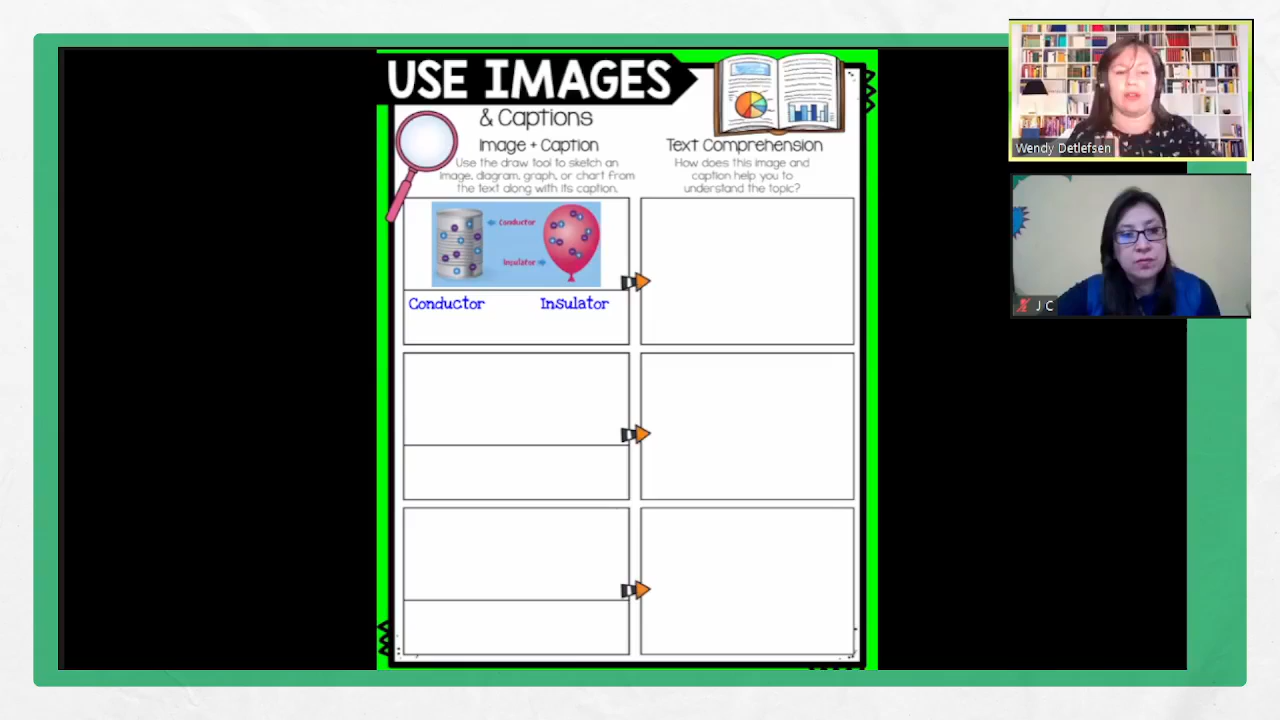 USE IMAGES
& Captions
Image + Caption
Use the draw tool to sketch an
image, diagram, graph, or chart from
the text along with its caption.
Text Comprehension
How does this image and
caption help you to
understand the topic?
Conductor
Insulator
Conductor Insulator
Wendy Detlefsen
J C